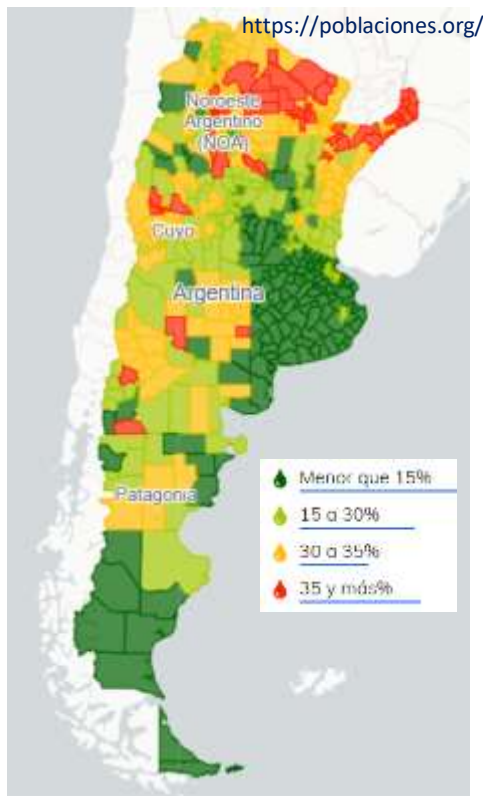 https://poblaciones.org/
Noroeste
Argentino
(NOA)
Cuyo
Argentina
Patagonia
Menor que 15%
15 a 30%
30 a 35%
35 y más%